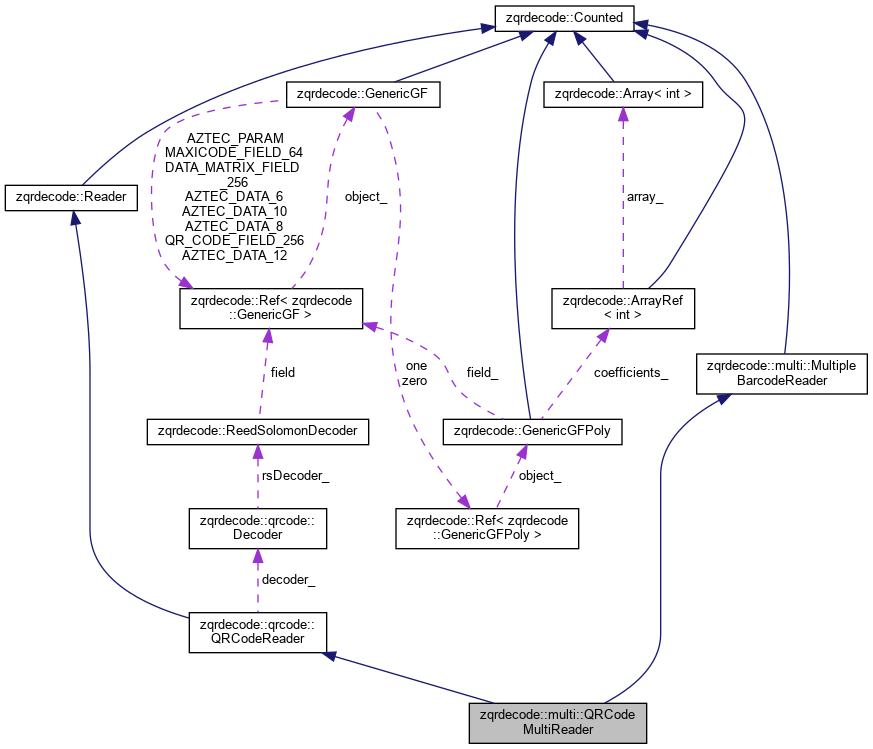 zqrdecode::Counted
zqrdecode::GenericGF
zqrdecode::Array< int >
AZTEC_PARAM
MAXICODE_FIELD_64
DATA_MATRIX_FIELD
_256
AZTEC_DATA_6
AZTEC_DATA_10
AZTEC_DATA_8
QR_CODE_FIELD_256
AZTEC_DATA_12
zqrdecode::Reader
object_
array_
zqrdecode::Ref< zqrdecode
::GenericGF >
zqrdecode::ArrayRef
< int >
zqrdecode::multi::Multiple
BarcodeReader
field
one
zero
field_
coefficients_
zqrdecode::ReedSolomonDecoder
zqrdecode::GenericGFPoly
rsDecoder_
object_
zqrdecode::qrcode::
Decoder
zqrdecode::Ref< zqrdecode
::GenericGFPoly >
decoder_
zqrdecode::qrcode::
QRCodeReader
zqrdecode::multi::QRCode
MultiReader